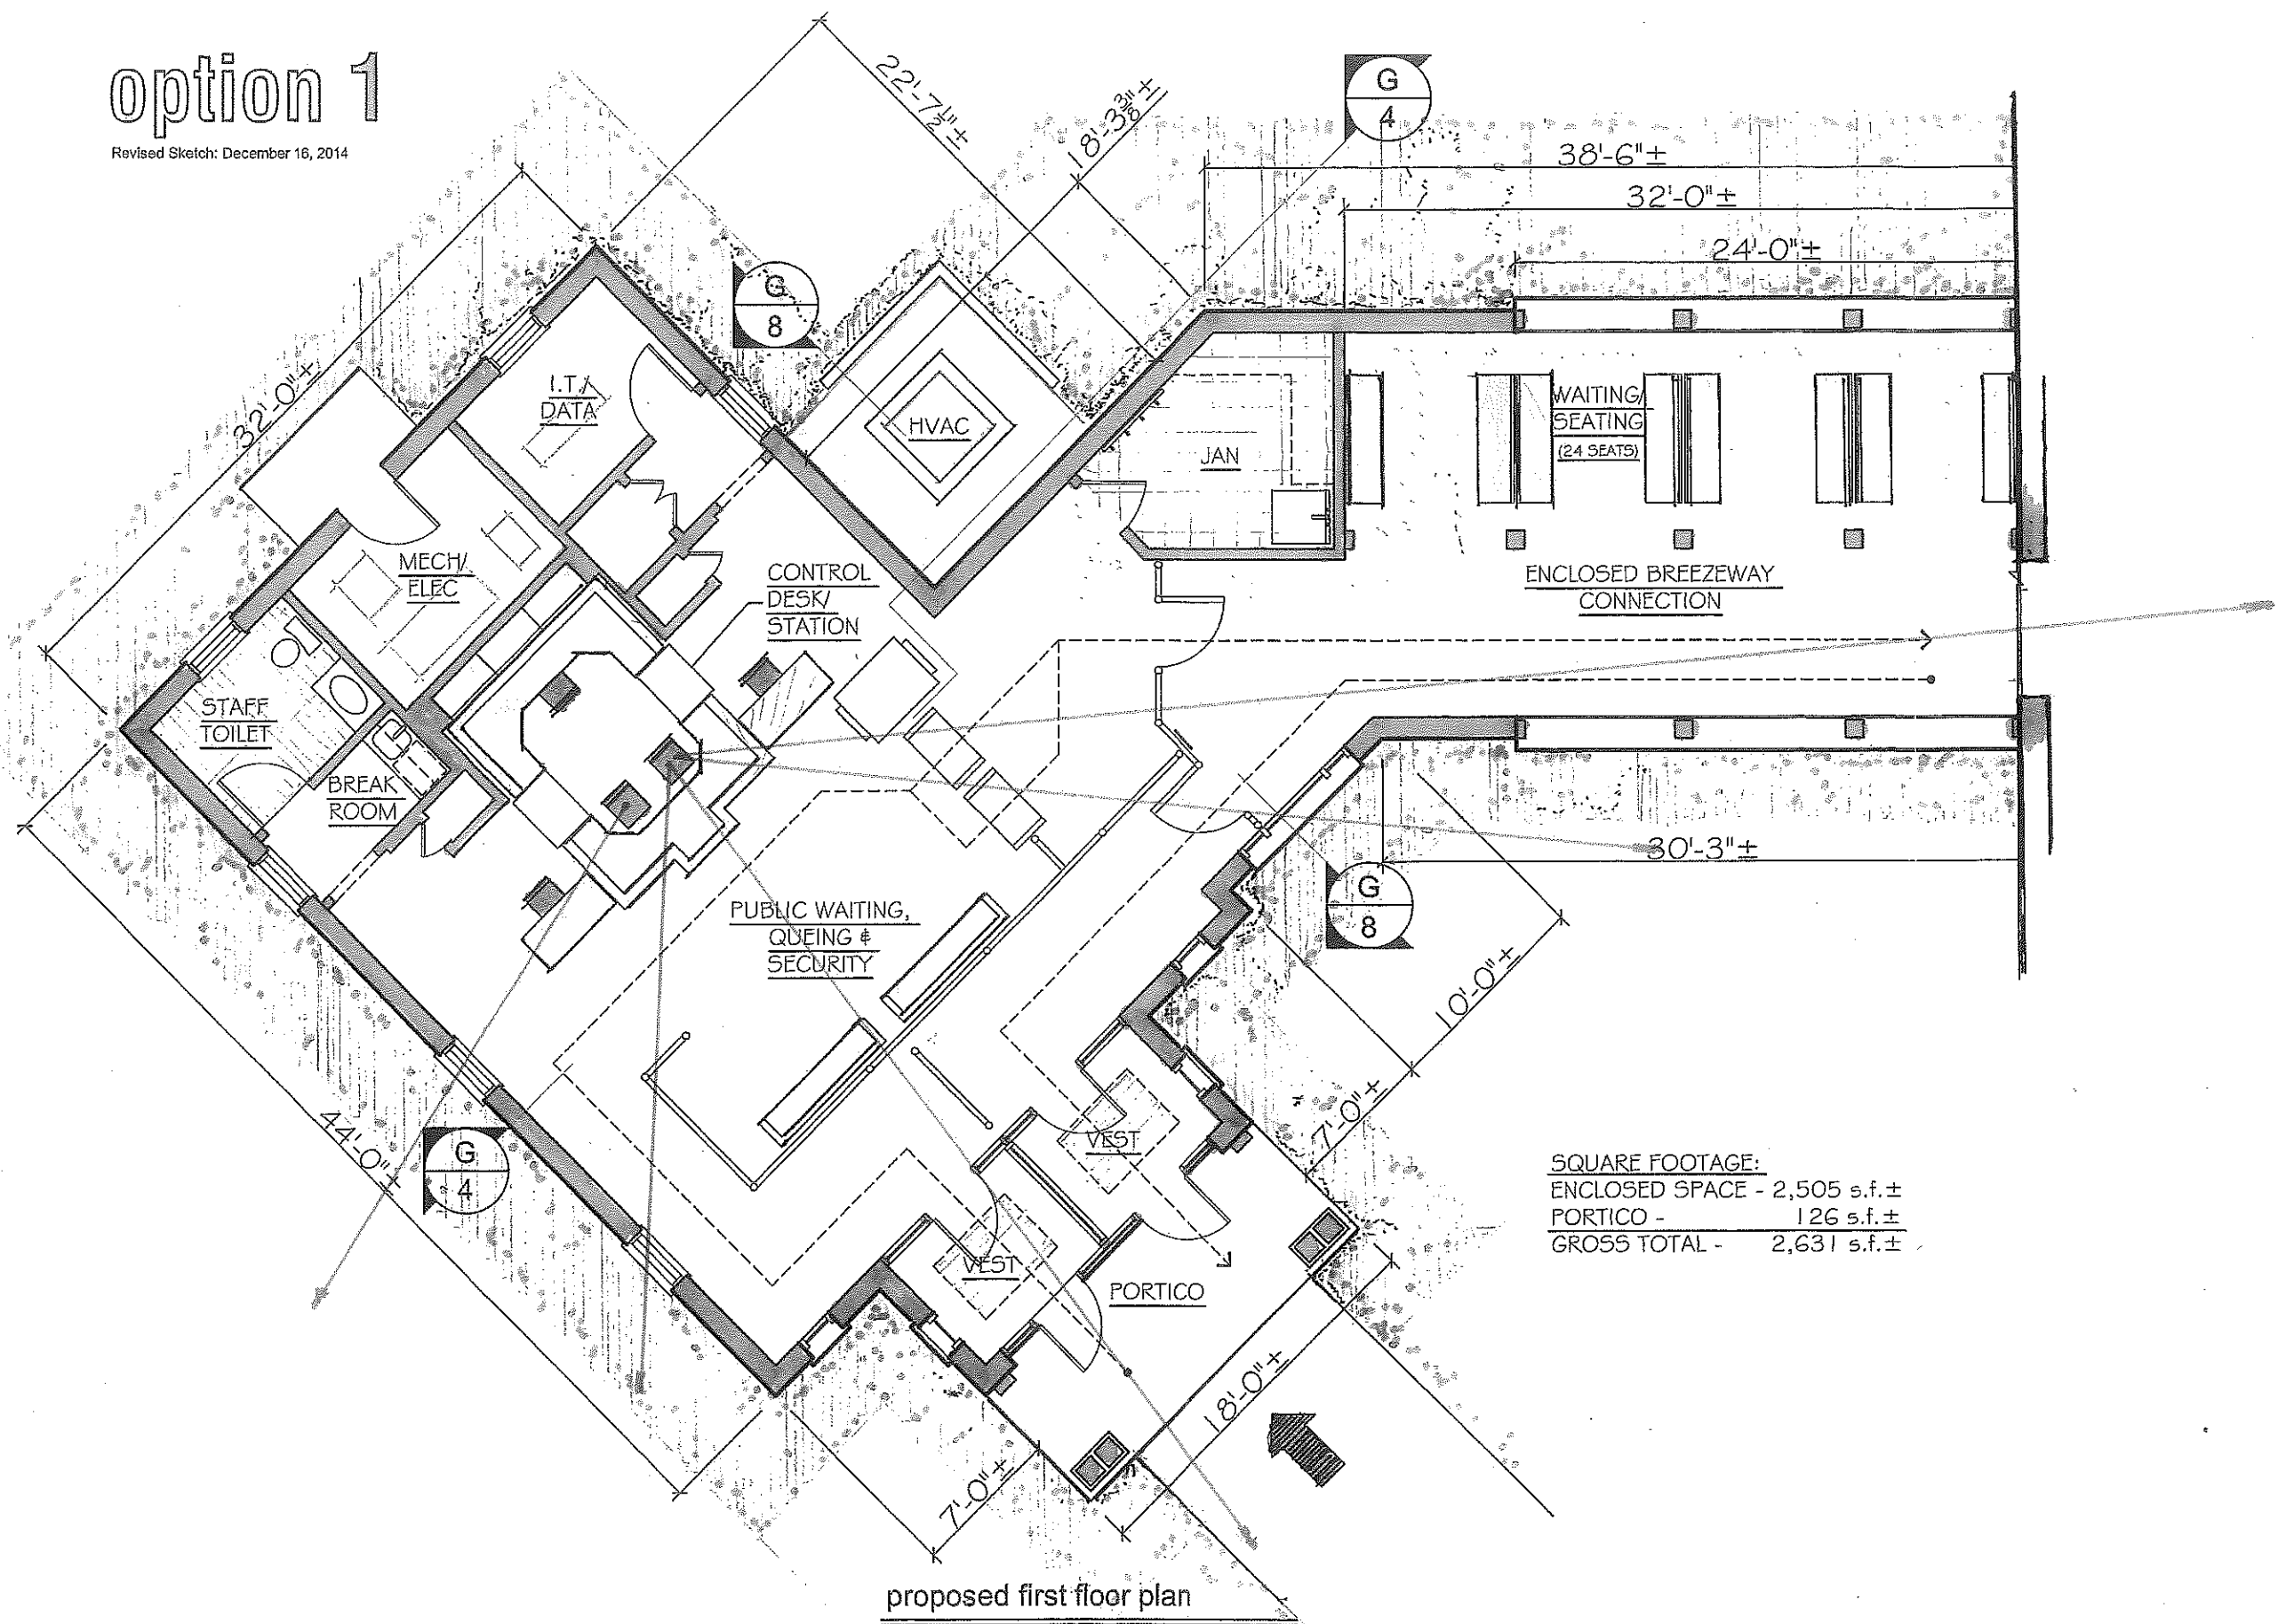 option 1
Revised Sketch: December 16, 2014
22'-7½"±
18'-3⅜"±
G
4
38'-6"±
32'-0"±
24'-0"±
G
8
32'-0"±
I.T./
DATA
HVAC
JAN
WAITING/
SEATING
(24 SEATS)
MECH/
ELEC
CONTROL
DESK/
STATION
ENCLOSED BREEZEWAY
CONNECTION
STAFF
TOILET
BREAK
ROOM
30'-3"±
G
8
PUBLIC WAITING,
QUEING &
SECURITY
10'-0"±
7'-0"±
44'-0"±
G
4
VEST
VEST
PORTICO
SQUARE FOOTAGE:
ENCLOSED SPACE - 2,505 s.f.±
PORTICO - 126 s.f.±
GROSS TOTAL - 2,631 s.f.±
18'-0"±
7'-0"±
proposed first floor plan